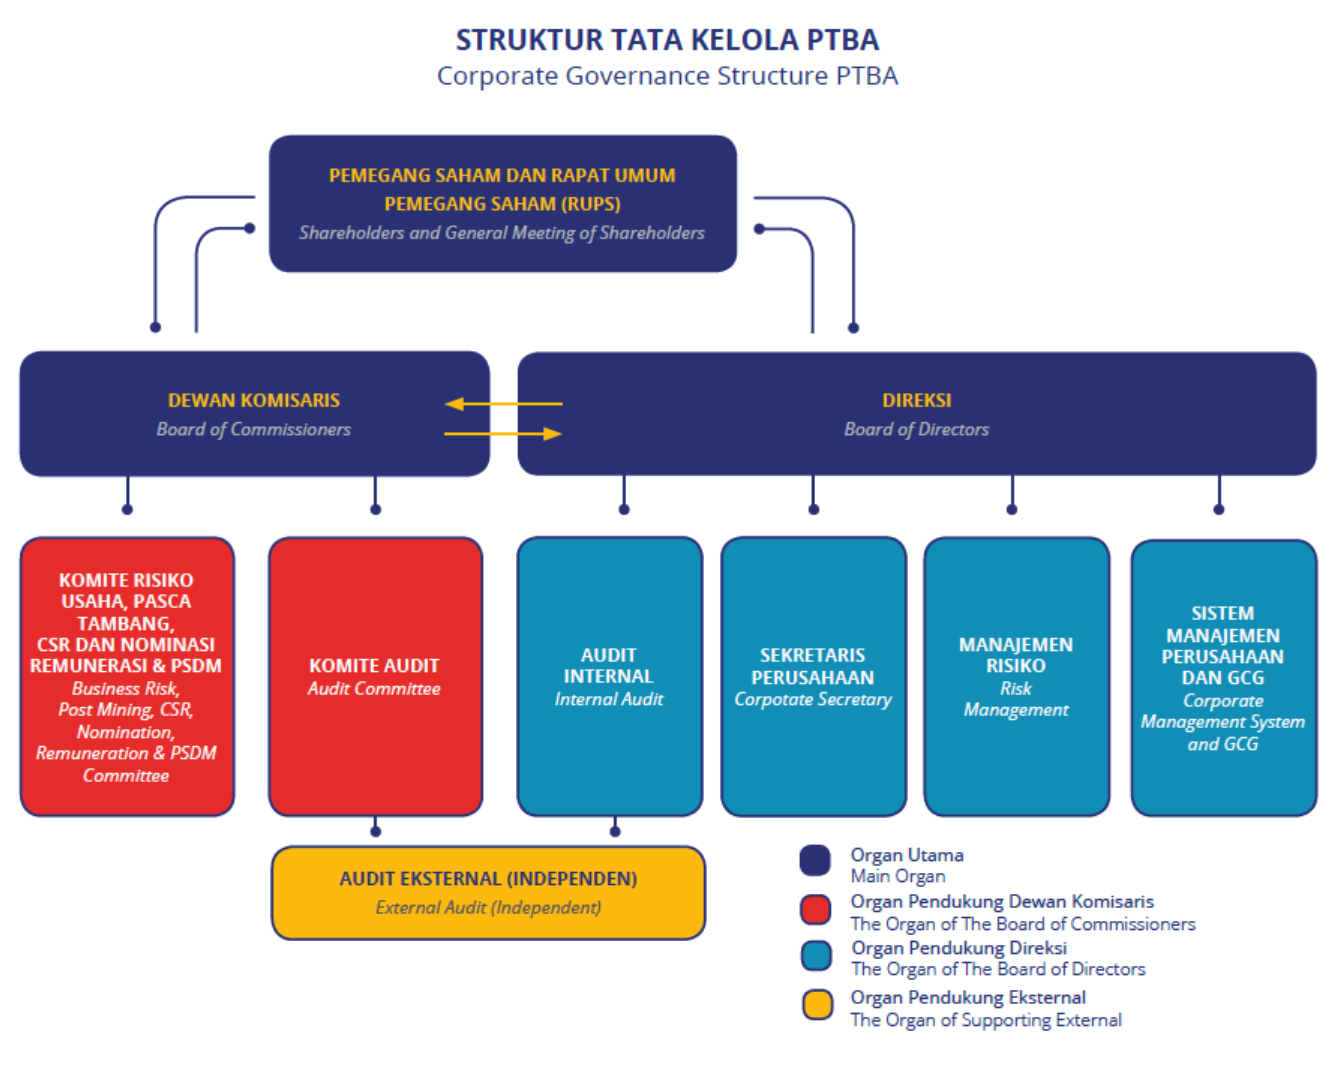 STRUKTUR TATA KELOLA PTBA
Corporate Governance Structure PTBA
PEMEGANG SAHAM DAN RAPAT UMUM
PEMEGANG SAHAM (RUPS)
Shareholders and General Meeting of Shareholders
DEWAN KOMISARIS
Board of Commissioners
DIREKSI
Board of Directors
KOMITE RISIKO
USAHA, PASCA
TAMBANG,
CSR DAN NOMINASI
REMUNERASI & PSDM
Business Risk,
Post Mining, CSR,
Nomination,
Remuneration & PSDM
Committee
KOMITE AUDIT
Audit Committee
AUDIT
INTERNAL
Internal Audit
SEKRETARIS
PERUSAHAAN
Corpotate Secretary
MANAJEMEN
RISIKO
Risk
Management
SISTEM
MANAJEMEN
PERUSAHAAN
DAN GCG
Corporate
Management System
and GCG
AUDIT EKSTERNAL (INDEPENDEN)
External Audit (Independent)
Organ Utama
Main Organ
Organ Pendukung Dewan Komisaris
The Organ of The Board of Commissioners
Organ Pendukung Direksi
The Organ of The Board of Directors
Organ Pendukung Eksternal
The Organ of Supporting External